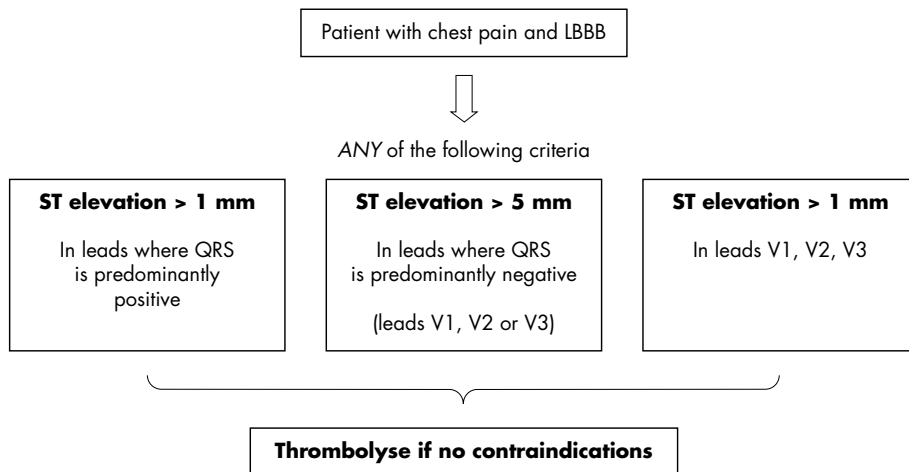 Patient with chest pain and LBBB
ANY of the following criteria
ST elevation > 1 mm
In leads where QRS
is predominantly
positive
ST elevation > 5 mm
In leads where QRS
is predominantly negative
(leads V1, V2 or V3)
ST elevation > 1 mm
In leads V1, V2, V3
Thrombolyse if no contraindications